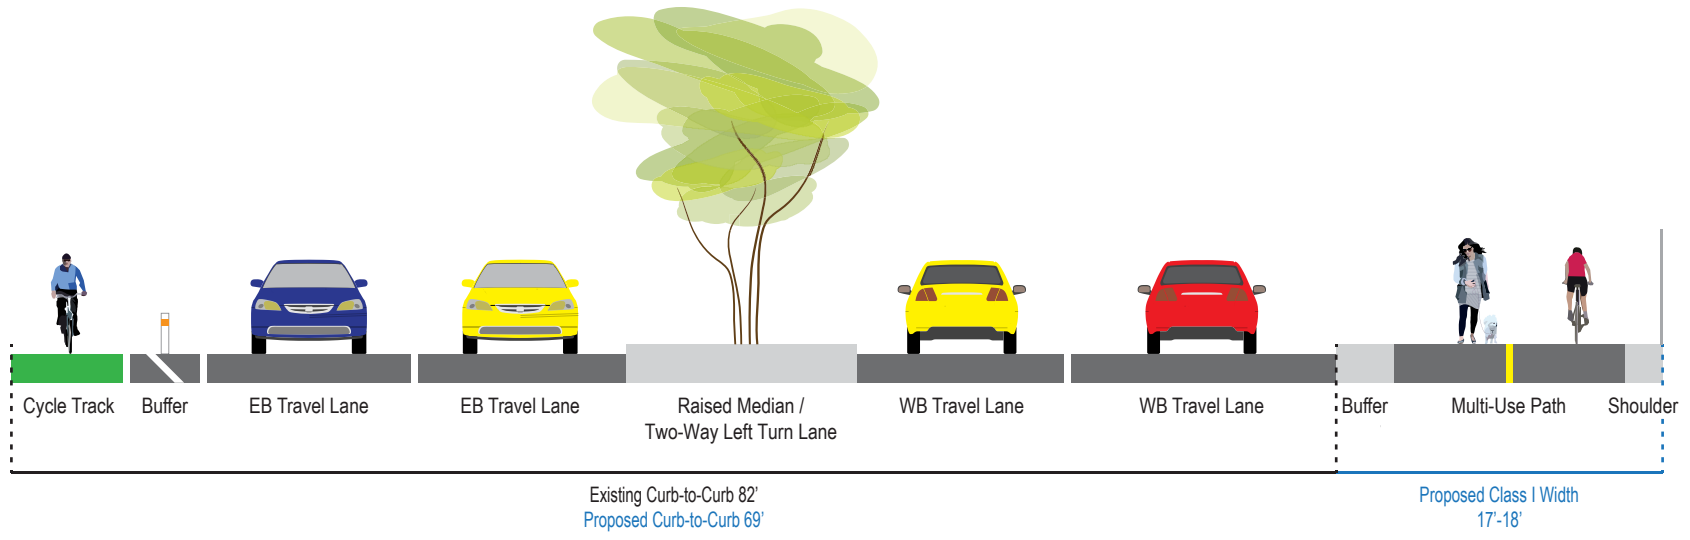 Cycle Track
Buffer
EB Travel Lane
EB Travel Lane
Raised Median /
Two-Way Left Turn Lane
WB Travel Lane
WB Travel Lane
Buffer
Multi-Use Path
Shoulder
Existing Curb-to-Curb 82’
Proposed Curb-to-Curb 69’
Proposed Class I Width
17’-18’